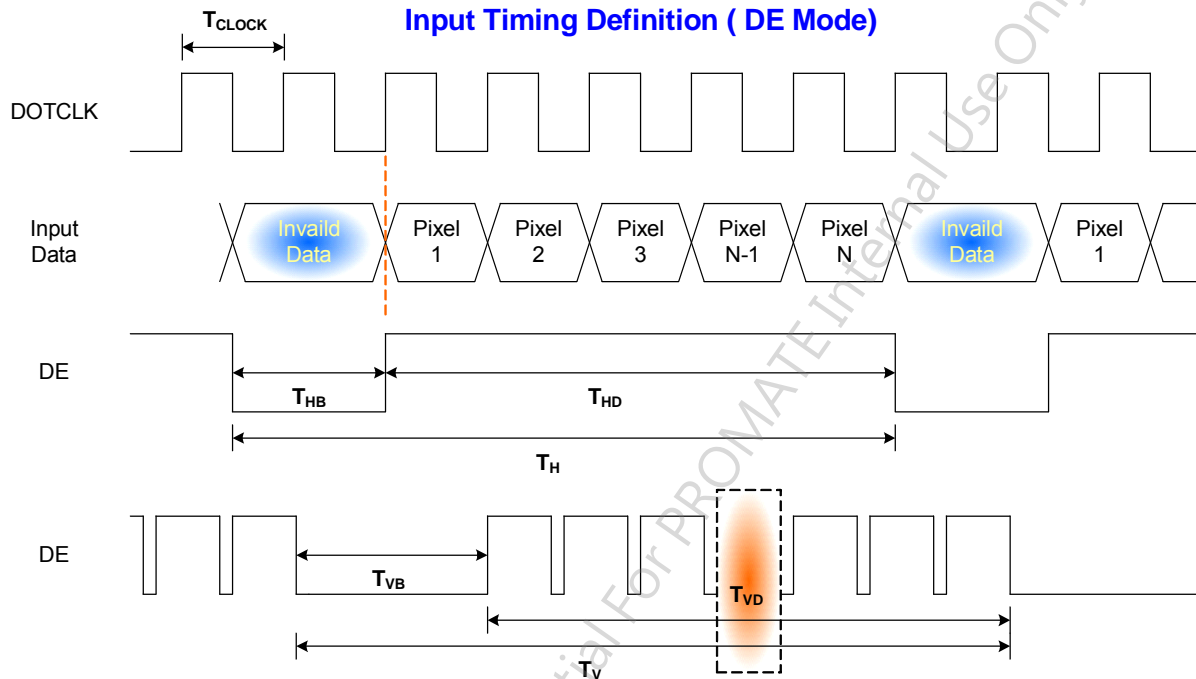 Input Timing Definition ( DE Mode)
TCLOCK
DOTCLK
Input
Data
Invaild
Data
Pixel
1
Pixel
2
Pixel
3
Pixel
N-1
Pixel
N
Invaild
Data
Pixel
1
DE
THB
THD
TH
DE
TVB
TVD
TV
tial For PROMATE Internal Use Only